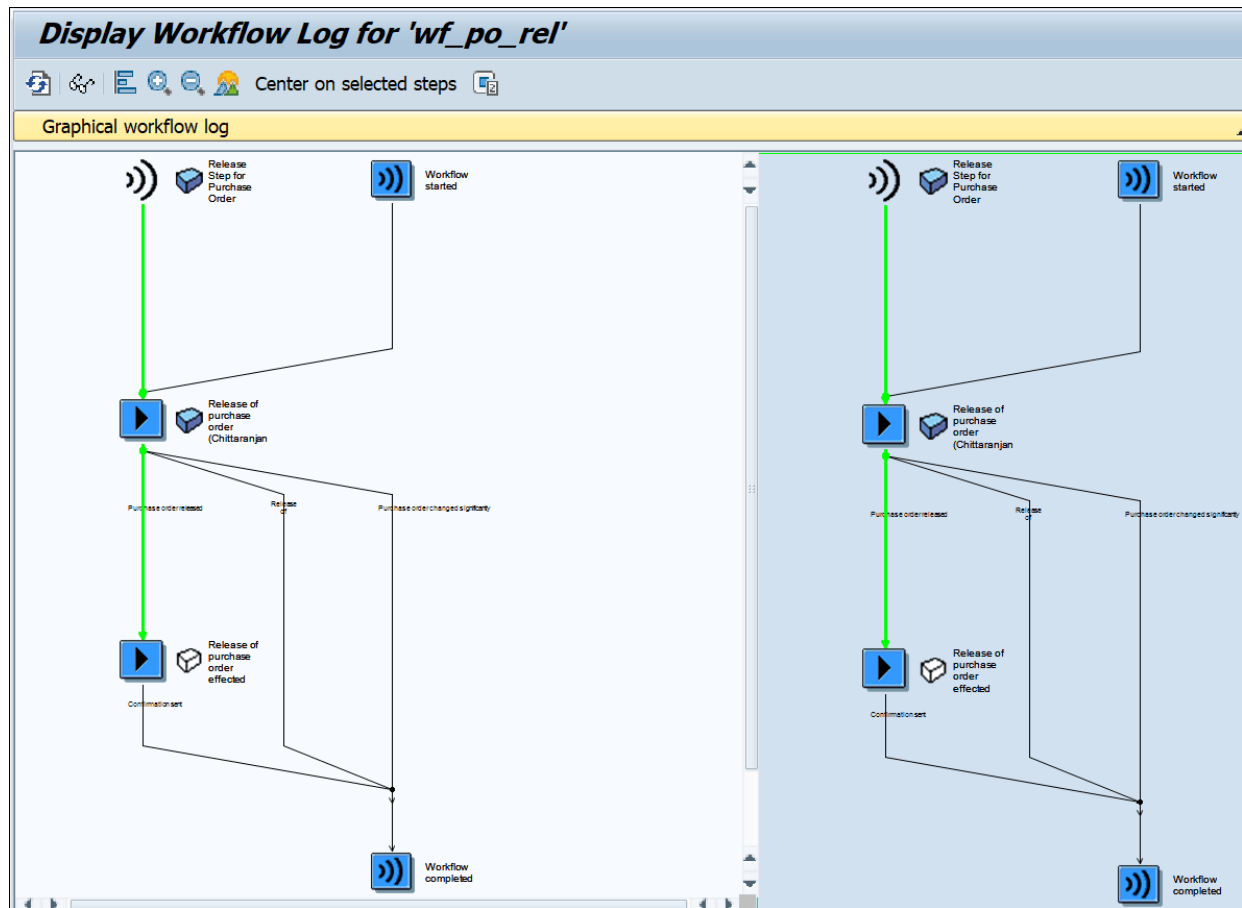 Display Workflow Log for 'wf_po_rel'
Center on selected steps
Graphical workflow log
Release
Step for
Purchase
Order
Workflow
started
Release of
purchase
order
(Chittaranjan
Purchase order released
Release
of
Purchase order changed significantly
Release of
purchase
order
effected
Confirmation sent
Workflow
completed
Release
Step for
Purchase
Order
Workflow
started
Release of
purchase
order
(Chittaranjan
Purchase order released
Release
of
Purchase order changed significantly
Release of
purchase
order
effected
Confirmation sent
Workflow
completed